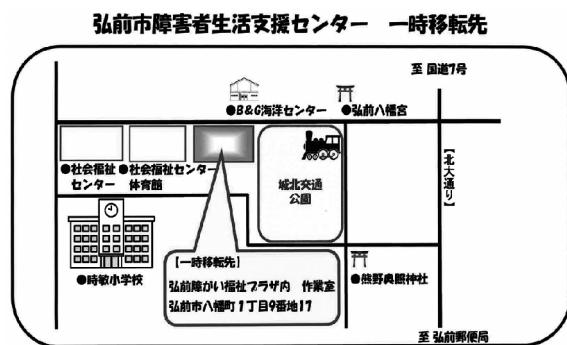 弘前市障害者生活支援センター　一時移転先
至 国道7号
●B&G海洋センター
●弘前八幡宮
●社会福祉センター
●社会福祉センター体育館
城北交通
公園
【北大通り】
【一時移転先】
弘前障がい福祉プラザ内　作業室
弘前市八幡町1丁目9番地17
●時敏小学校
●熊野奥照神社
至 弘前郵便局